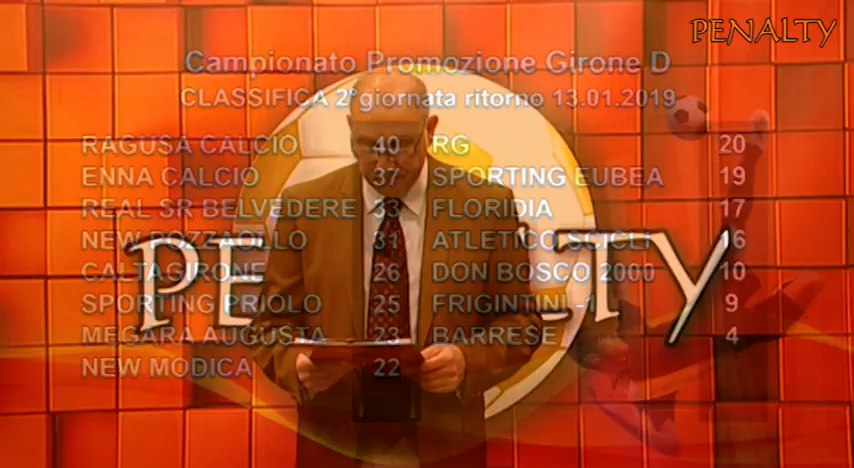 PENALTY
Campionato Promozione Girone D
CLASSIFICA 2ªgiornata ritorno 13.01.2019
RAGUSA CALCIO 40 RG 20
ENNA CALCIO 37 SPORTING EUBEA 19
REAL SR BELVEDERE 33 FLORIDIA 17
NEW POZZALLO 31 ATLETICO SCICLI 16
CALTAGIRONE 26 DON BOSCO 2000 10
SPORTING PRIOLO 25 FRIGINTINI -1 9
MEGARA AUGUSTA 23 BARRESE 4
NEW MODICA 22
PENALTY